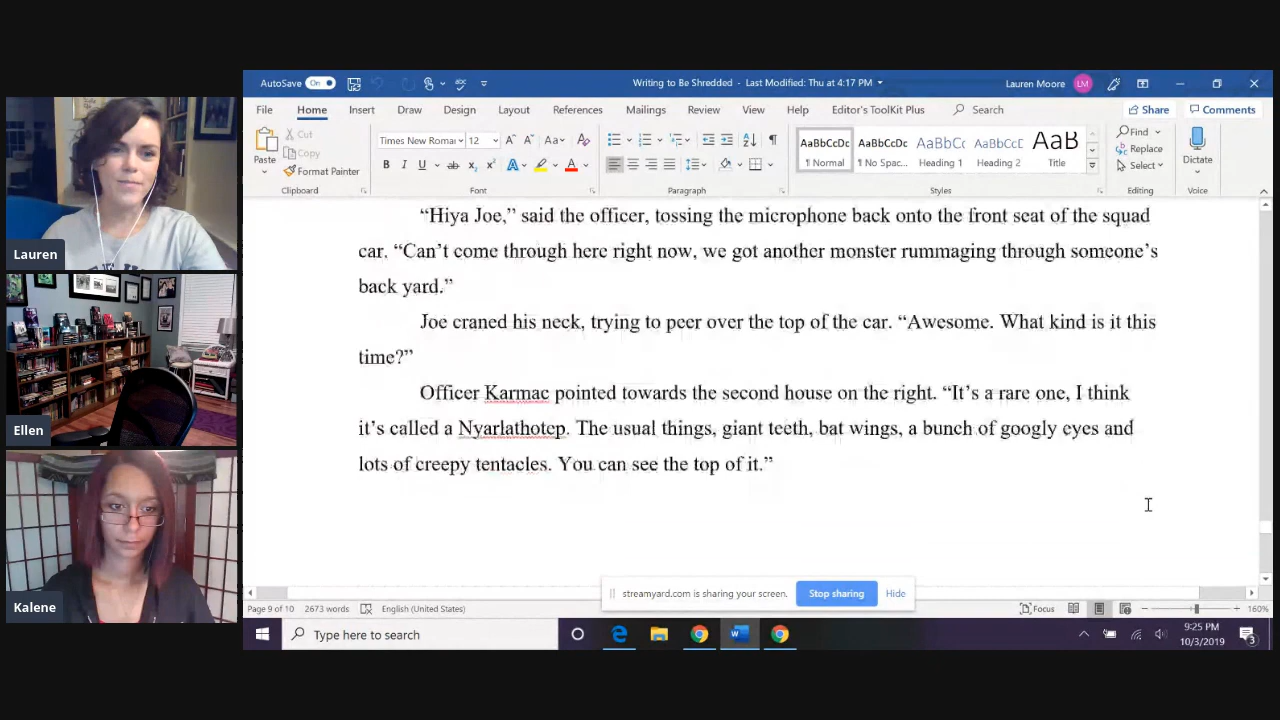 AutoSave On
Writing to Be Shredded - Last Modified: Thu at 4:17 PM
Lauren Moore LM
File Home Insert Draw Design Layout References Mailings Review View Help Editor's ToolKit Plus Search Share Comments
Paste
Cut
Copy
Format Painter
Clipboard
Times New Romar 12
Font
Paragraph
AaBbCcDc AaBbCcDc AaBbCc AaBbCcC AaB
¶ Normal ¶ No Spac... Heading 1 Heading 2 Title
Styles
Find
Replace
Select
Editing
Dictate
Voice
“Hiya Joe,” said the officer, tossing the microphone back onto the front seat of the squad
car. “Can’t come through here right now, we got another monster rummaging through someone’s
back yard.”
Joe craned his neck, trying to peer over the top of the car. “Awesome. What kind is it this
time?”
Officer Karmac pointed towards the second house on the right. “It’s a rare one, I think
it’s called a Nyarlathotep. The usual things, giant teeth, bat wings, a bunch of googly eyes and
lots of creepy tentacles. You can see the top of it.”
streamyard.com is sharing your screen. Stop sharing Hide
Page 9 of 10 2673 words English (United States) Focus 160%
Type here to search
9:25 PM
10/3/2019
3
Lauren
Ellen
Kalene